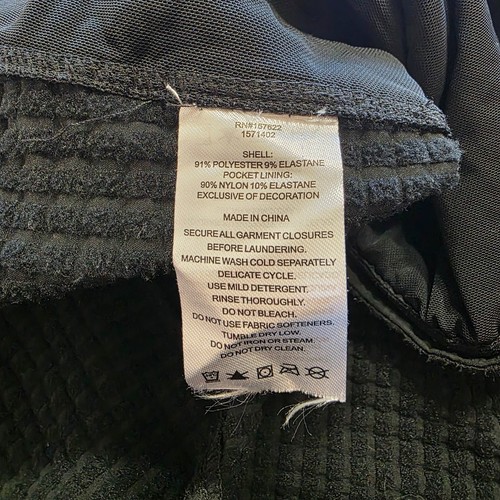 RN#157622
1571402
SHELL:
91% POLYESTER 9% ELASTANE
POCKET LINING:
90% NYLON 10% ELASTANE
EXCLUSIVE OF DECORATION
MADE IN CHINA
SECURE ALL GARMENT CLOSURES
BEFORE LAUNDERING.
MACHINE WASH COLD SEPARATELY
DELICATE CYCLE.
USE MILD DETERGENT.
RINSE THOROUGHLY.
DO NOT BLEACH.
DO NOT USE FABRIC SOFTENERS.
TUMBLE DRY LOW.
DO NOT IRON OR STEAM.
DO NOT DRY CLEAN.